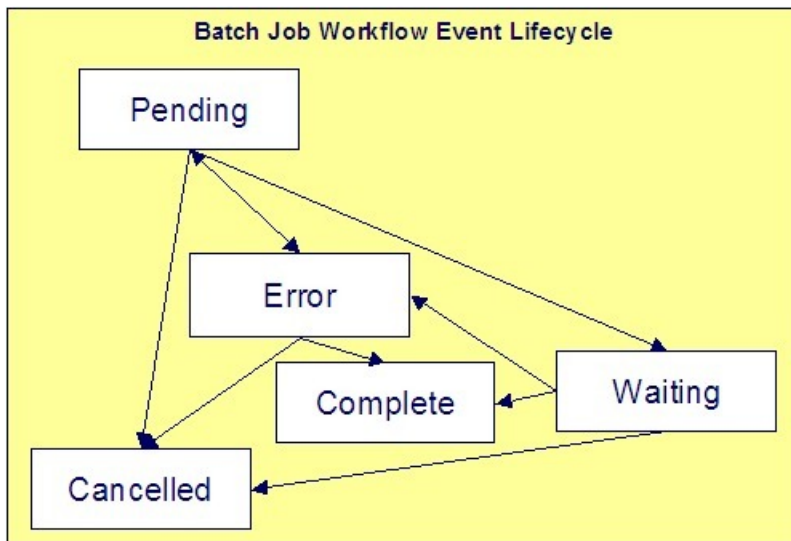 Batch Job Workflow Event Lifecycle
Pending
Error
Complete
Waiting
Cancelled